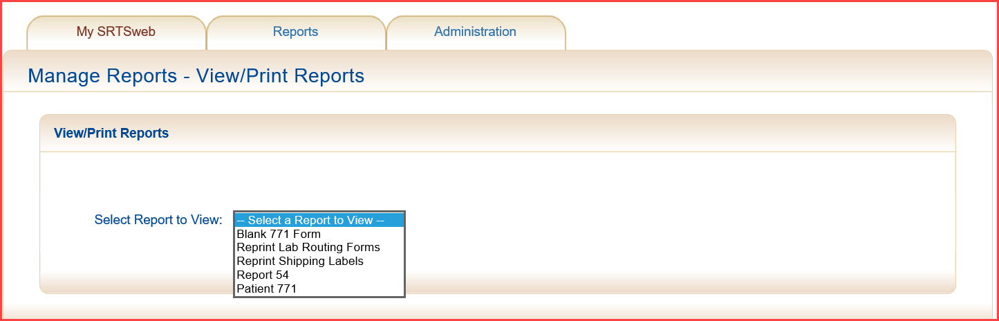 My SRTSweb Reports Administration
Manage Reports - View/Print Reports
View/Print Reports
Select Report to View: -- Select a Report to View --
Blank 771 Form
Reprint Lab Routing Forms
Reprint Shipping Labels
Report 54
Patient 771